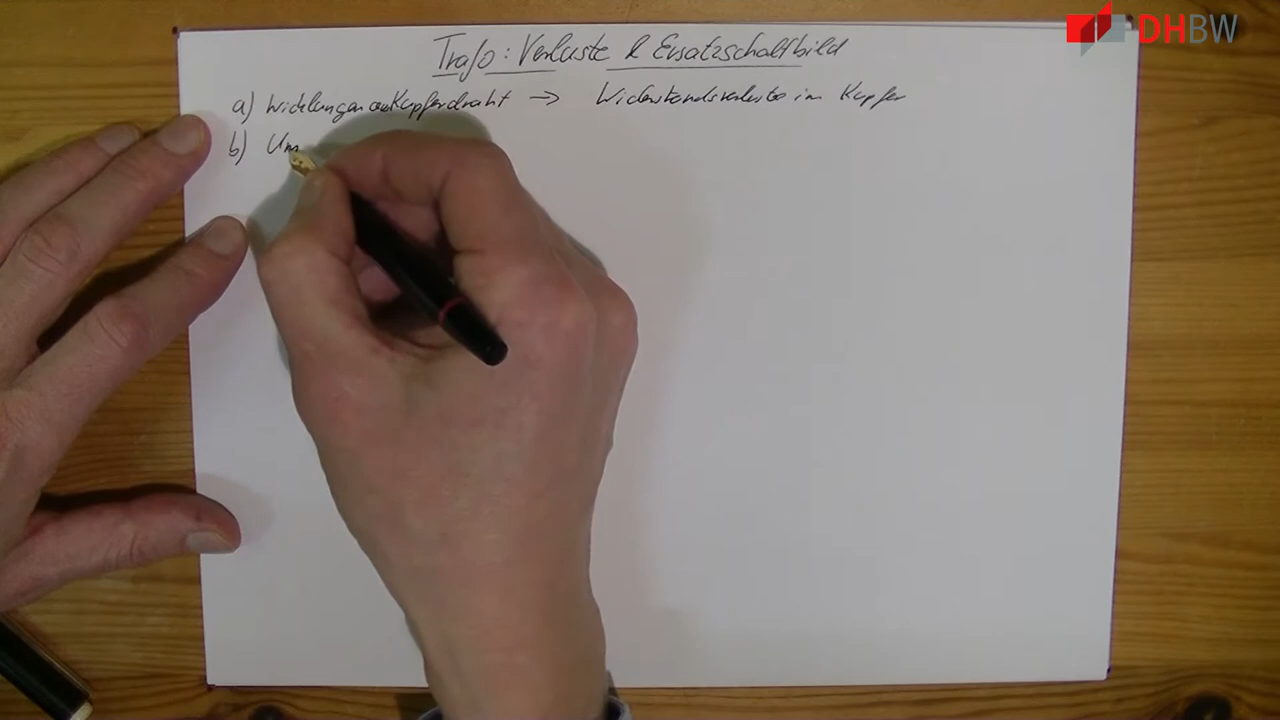 DHBW
Trafo: Verluste & Ersatzschaltbild
a) Wicklungen aus Kupferdraht -> Widerstandsverluste im Kupfer
b) Um